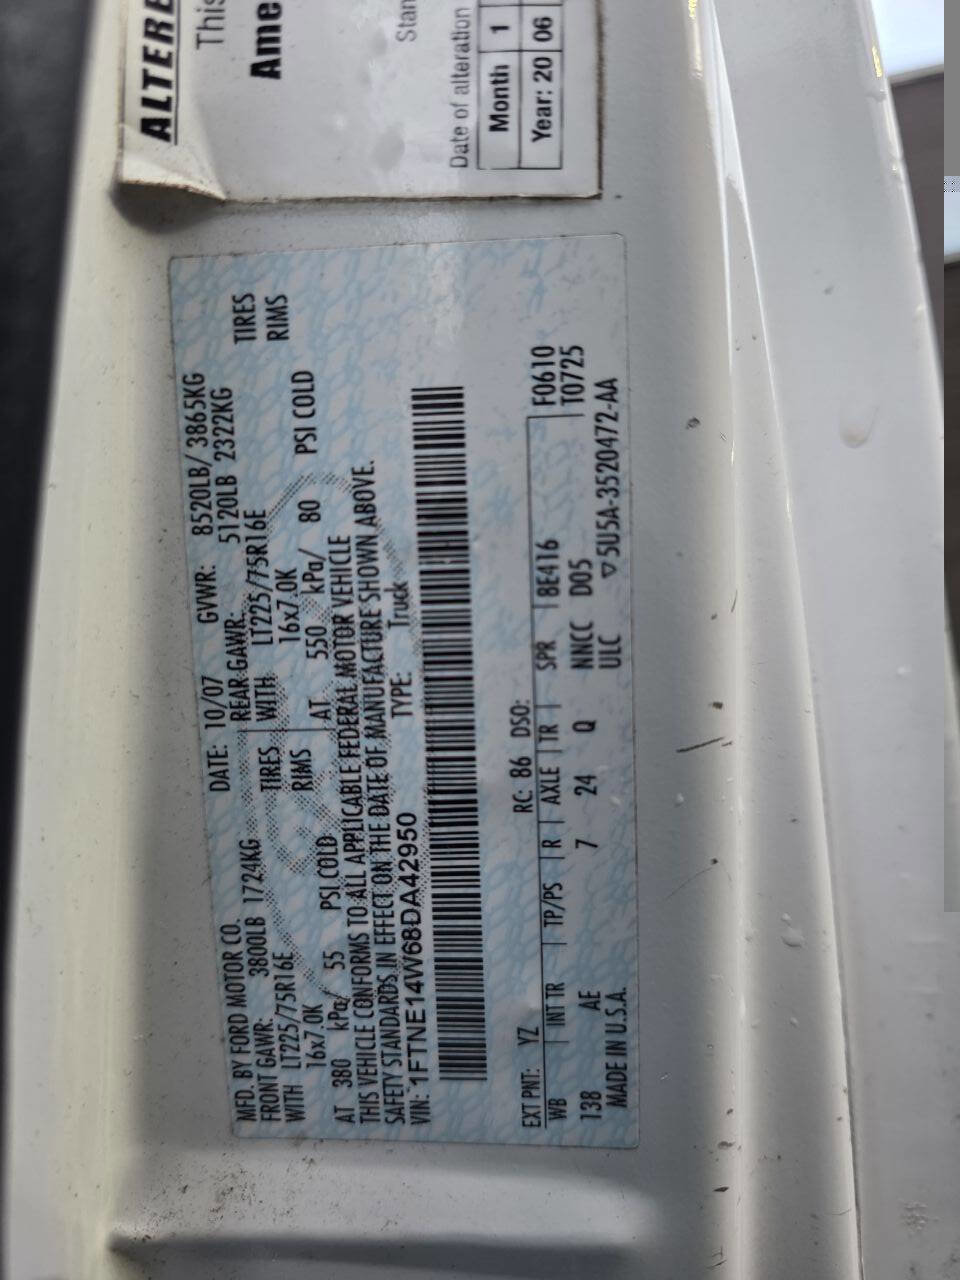 MFD. BY FORD MOTOR CO. DATE: 10/07 GVWR: 8520LB/ 3865KG
FRONT GAWR: 3800LB 1724KG REAR GAWR: 5120LB 2322KG
WITH LT225/75R16E TIRES WITH LT225/75R16E TIRES
16x7.0K RIMS 16x7.0K RIMS
AT 380 kPa/ 55 PSI COLD AT 550 kPa/ 80 PSI COLD
THIS VEHICLE CONFORMS TO ALL APPLICABLE FEDERAL MOTOR VEHICLE
SAFETY STANDARDS IN EFFECT ON THE DATE OF MANUFACTURE SHOWN ABOVE.
VIN: 1FTNE14W68DA42950 TYPE: Truck
EXT PNT: YZ RC: 86 DSO:
WB INT TR TP/PS R AXLE TR SPR 8E416 F0610
138 AE 7 24 Q NNCC D05 T0725
MADE IN U.S.A. ULC ▽5U5A-3520472-AA
ALTERE
This
Ame
Stan
Date of alteration
Month 1
Year: 20 06